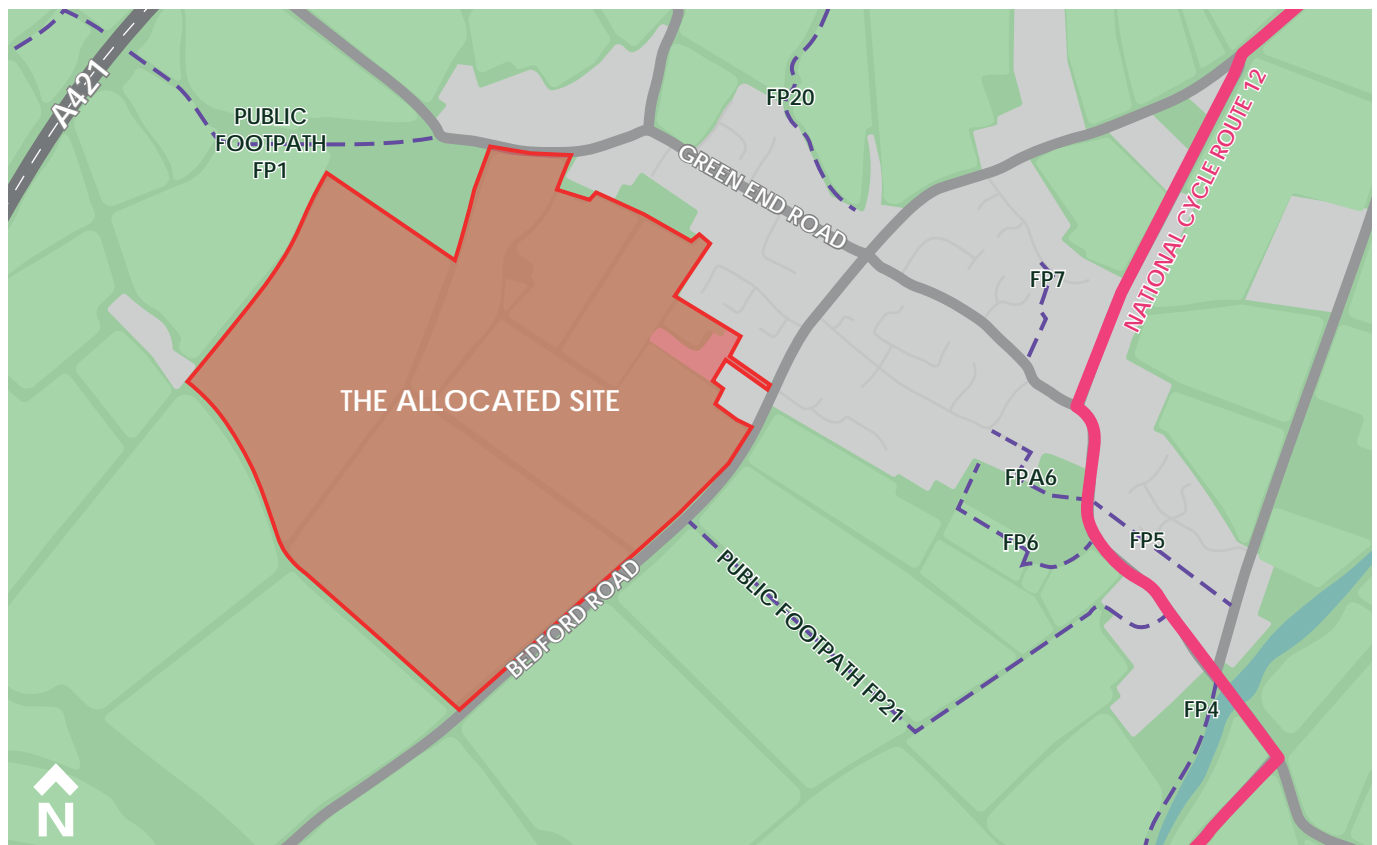 A421
PUBLIC
FOOTPATH
FP1
FP20
GREEN END ROAD
NATIONAL CYCLE ROUTE 12
FP7
THE ALLOCATED SITE
FPA6
FP6
FP5
BEDFORD ROAD
PUBLIC FOOTPATH FP21
FP4
N